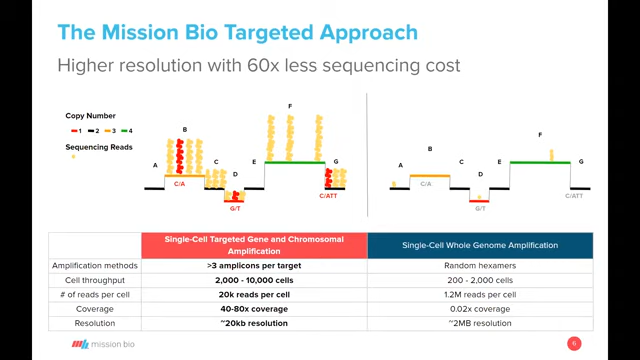 The Mission Bio Targeted Approach
Higher resolution with 60x less sequencing cost
Copy Number
1 2 3 4
Sequencing Reads
A B C D E F G
C/A G/T C/ATT
A B C D E F G
C/A G/T C/ATT
Single-Cell Targeted Gene and Chromosomal Amplification Single-Cell Whole Genome Amplification
Amplification methods >3 amplicons per target Random hexamers
Cell throughput 2,000 - 10,000 cells 200 - 2,000 cells
# of reads per cell 20k reads per cell 1.2M reads per cell
Coverage 40-80x coverage 0.02x coverage
Resolution ~20kb resolution ~2MB resolution
mission bio 6